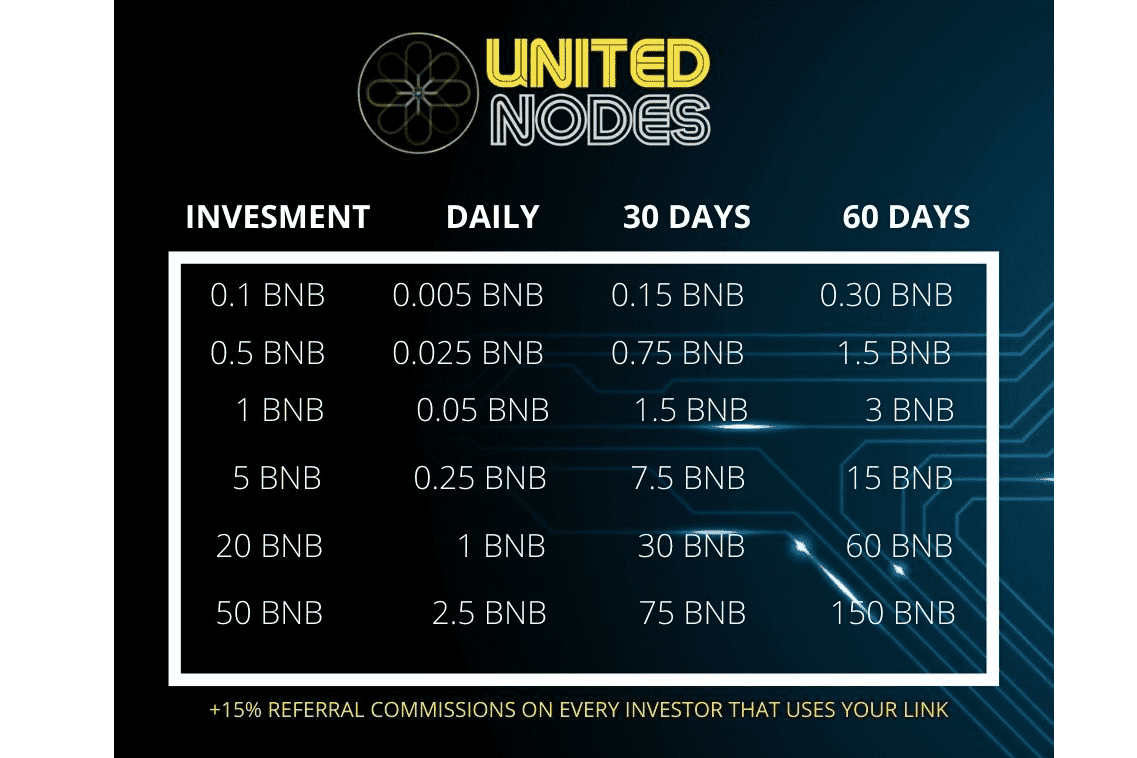 UNITED
NODES
INVESMENT DAILY 30 DAYS 60 DAYS
0.1 BNB 0.005 BNB 0.15 BNB 0.30 BNB
0.5 BNB 0.025 BNB 0.75 BNB 1.5 BNB
1 BNB 0.05 BNB 1.5 BNB 3 BNB
5 BNB 0.25 BNB 7.5 BNB 15 BNB
20 BNB 1 BNB 30 BNB 60 BNB
50 BNB 2.5 BNB 75 BNB 150 BNB
+15% REFERRAL COMMISSIONS ON EVERY INVESTOR THAT USES YOUR LINK